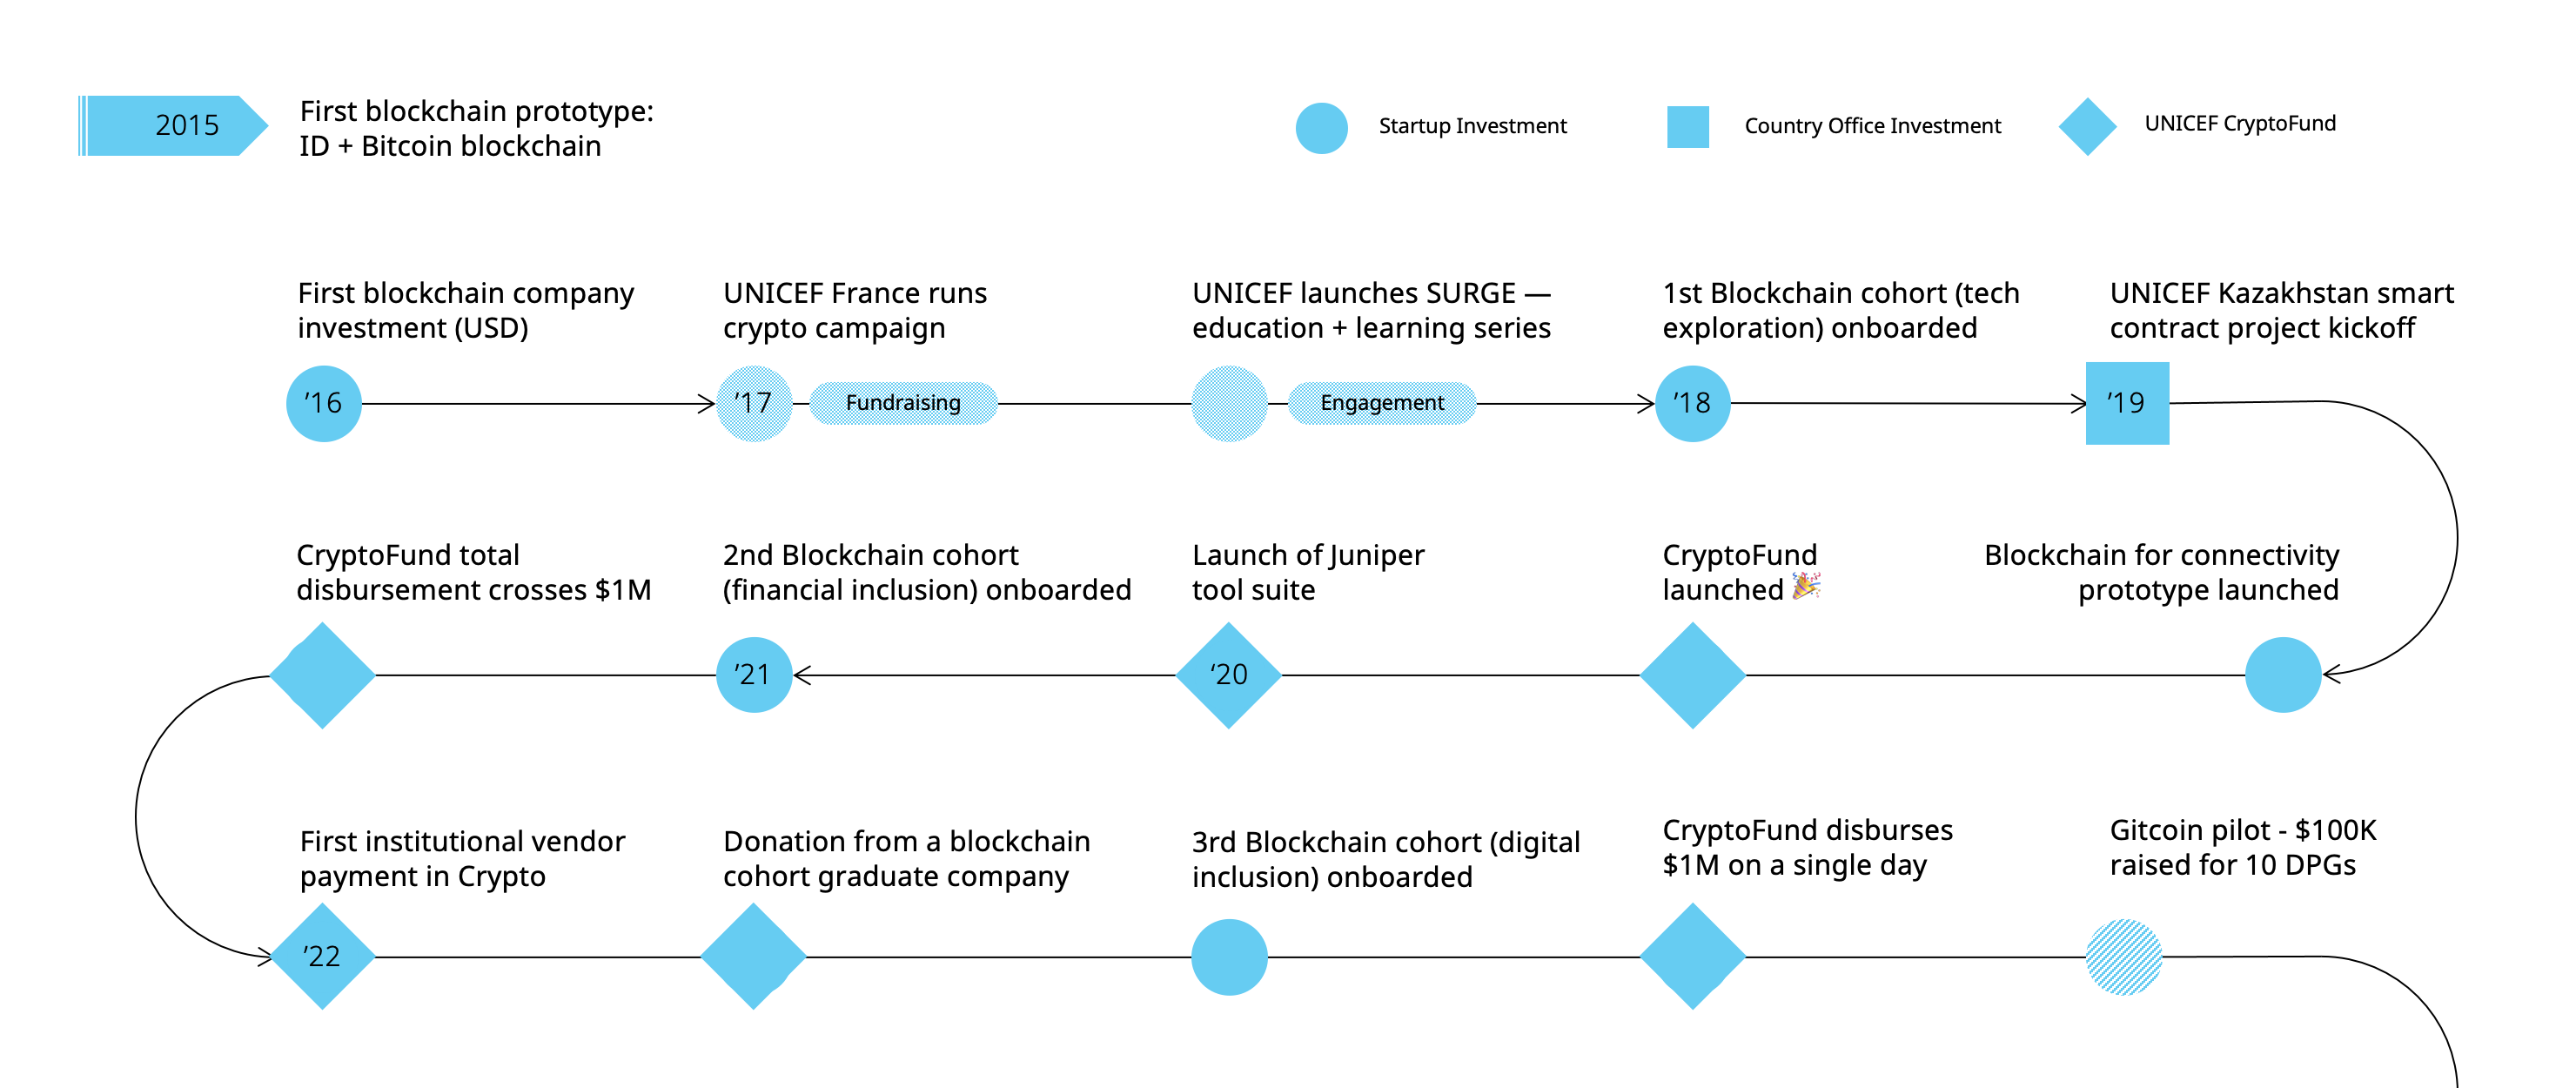 2015
First blockchain prototype:
ID + Bitcoin blockchain
Startup Investment
Country Office Investment
UNICEF CryptoFund
First blockchain company
investment (USD)
UNICEF France runs
crypto campaign
UNICEF launches SURGE —
education + learning series
1st Blockchain cohort (tech
exploration) onboarded
UNICEF Kazakhstan smart
contract project kickoff
’16
’17
Fundraising
Engagement
’18
’19
CryptoFund total
disbursement crosses $1M
2nd Blockchain cohort
(financial inclusion) onboarded
Launch of Juniper
tool suite
CryptoFund
launched 🎉
Blockchain for connectivity
prototype launched
’21
‘20
First institutional vendor
payment in Crypto
Donation from a blockchain
cohort graduate company
3rd Blockchain cohort (digital
inclusion) onboarded
CryptoFund disburses
$1M on a single day
Gitcoin pilot - $100K
raised for 10 DPGs
’22